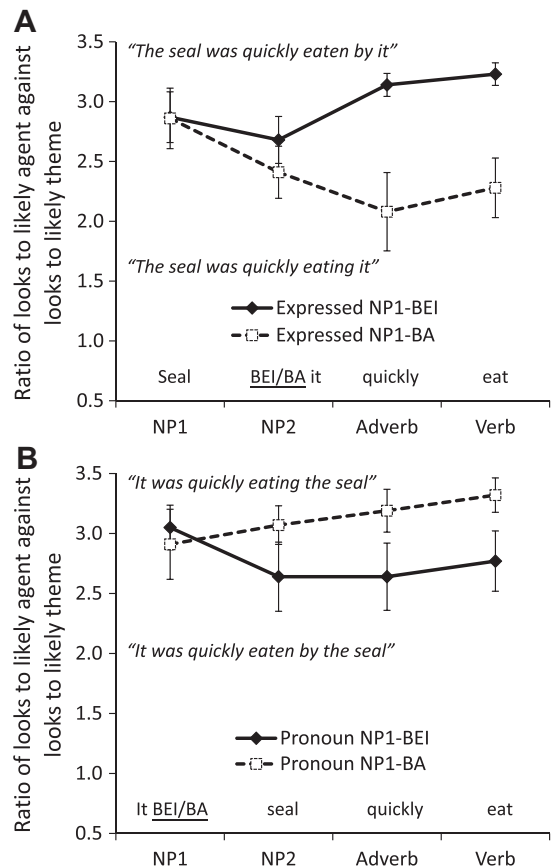 A
Ratio of looks to likely agent against
looks to likely theme
3.5
3.0
2.5
2.0
1.5
1.0
0.5
“The seal was quickly eaten by it”
“The seal was quickly eating it”
Expressed NP1-BEI
Expressed NP1-BA
Seal BEI/BA it quickly eat
NP1 NP2 Adverb Verb
B
Ratio of looks to likely agent against
looks to likely theme
3.5
3.0
2.5
2.0
1.5
1.0
0.5
“It was quickly eating the seal”
“It was quickly eaten by the seal”
Pronoun NP1-BEI
Pronoun NP1-BA
It BEI/BA seal quickly eat
NP1 NP2 Adverb Verb